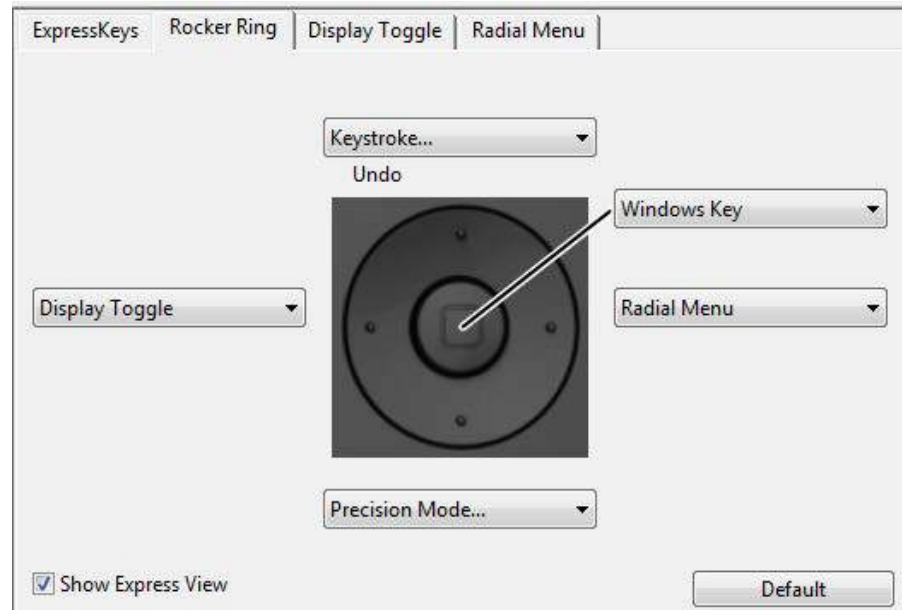 ExpressKeys Rocker Ring Display Toggle Radial Menu
Keystroke...
Undo
Windows Key
Display Toggle
Radial Menu
Precision Mode...
Show Express View
Default